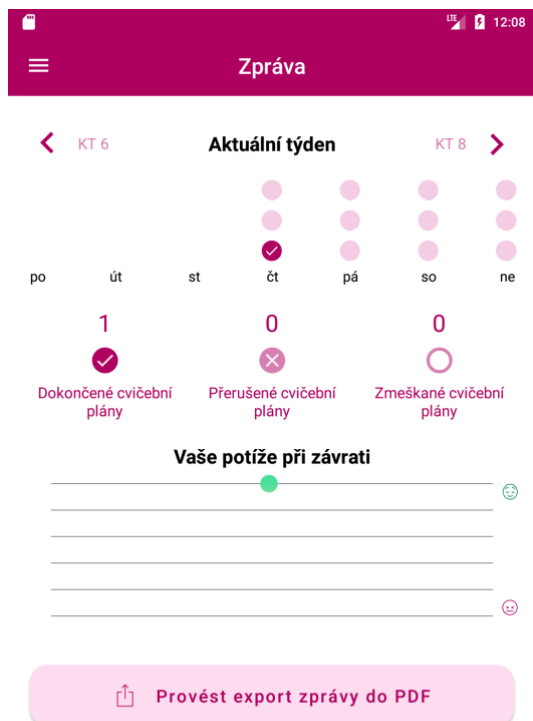 LTE 12:08
Zpráva
KT 6 Aktuální týden KT 8
po út st čt pá so ne
1 0 0
Dokončené cvičební plány
Přerušené cvičební plány
Zmeškané cvičební plány
Vaše potíže při závrati
Provést export zprávy do PDF